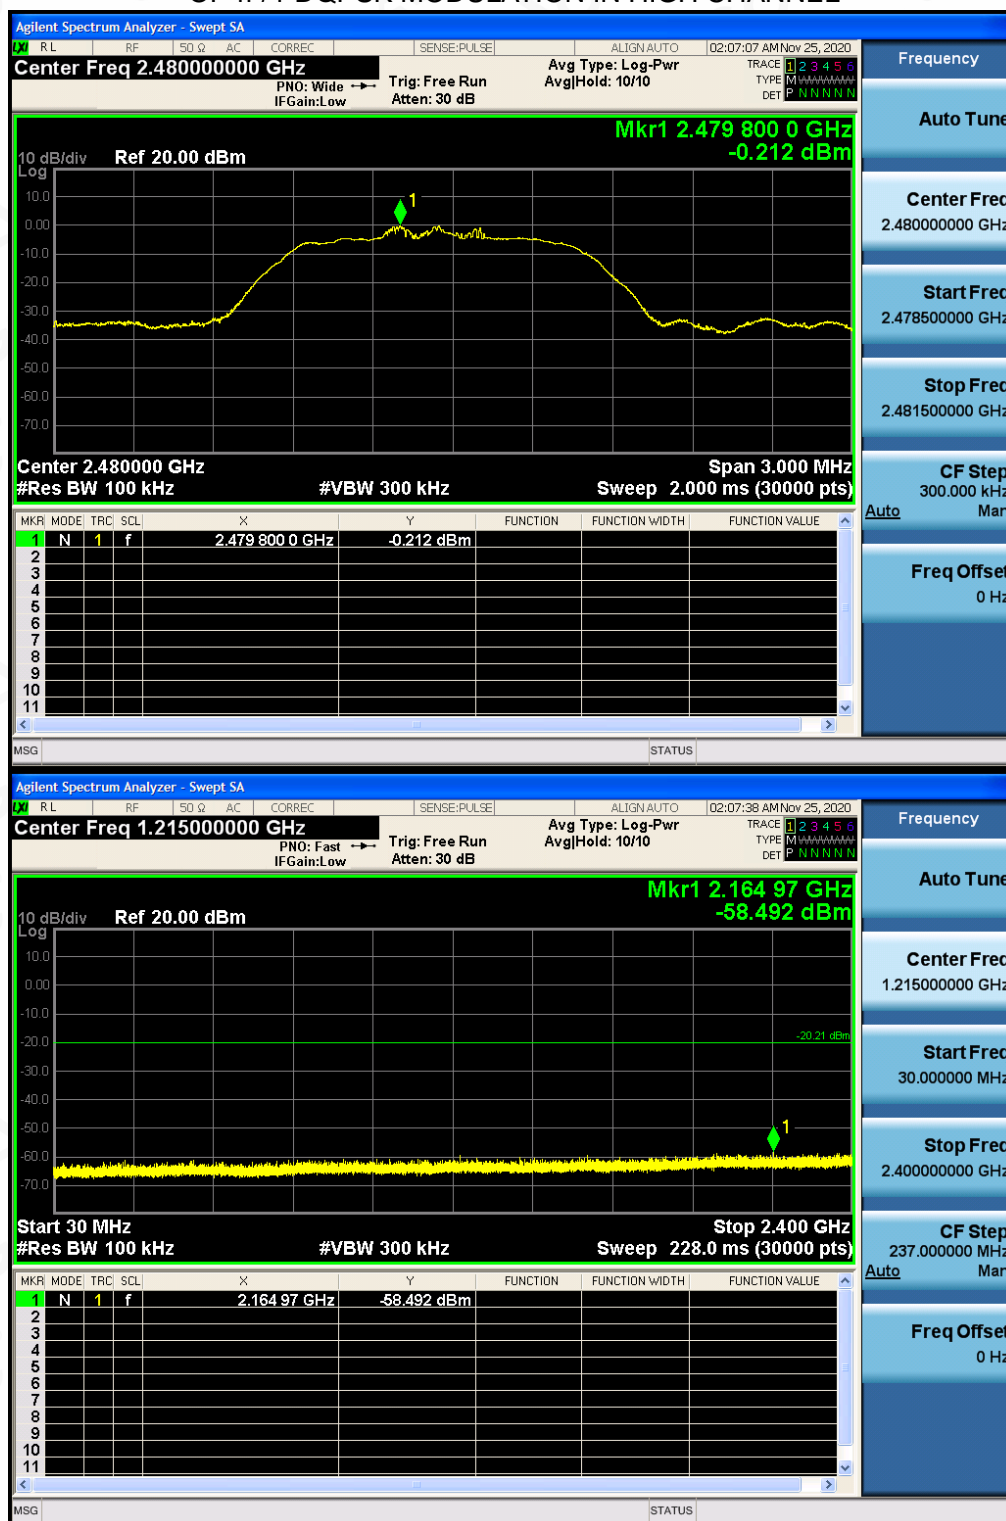 Agilent Spectrum Analyzer - Swept SA
LXI RL RF 50 Ω AC CORREC SENSE:PULSE ALIGN AUTO 02:07:07 AM Nov 25, 2020
Center Freq 2.480000000 GHz
PNO: Wide
IFGain:Low
Trig: Free Run
Atten: 30 dB
Avg Type: Log-Pwr
Avg|Hold: 10/10
TRACE 1 2 3 4 5 6
TYPE M
DET P N N N N N
Mkr1 2.479 800 0 GHz
-0.212 dBm
10 dB/div Ref 20.00 dBm
Log
10.0
1
0.00
-10.0
-20.0
-30.0
-40.0
-50.0
-60.0
-70.0
Center 2.480000 GHz Span 3.000 MHz
#Res BW 100 kHz #VBW 300 kHz Sweep 2.000 ms (30000 pts)
MKR MODE TRC SCL X Y FUNCTION FUNCTION WIDTH FUNCTION VALUE
1 N 1 f 2.479 800 0 GHz -0.212 dBm
2
3
4
5
6
7
8
9
10
11
MSG STATUS
Frequency
Auto Tune
Center Freq
2.480000000 GHz
Start Freq
2.478500000 GHz
Stop Freq
2.481500000 GHz
CF Step
300.000 kHz
Auto Man
Freq Offset
0 Hz
Agilent Spectrum Analyzer - Swept SA
LXI RL RF 50 Ω AC CORREC SENSE:PULSE ALIGN AUTO 02:07:38 AM Nov 25, 2020
Center Freq 1.215000000 GHz
PNO: Fast
IFGain:Low
Trig: Free Run
Atten: 30 dB
Avg Type: Log-Pwr
Avg|Hold: 10/10
TRACE 1 2 3 4 5 6
TYPE M
DET P N N N N N
Mkr1 2.164 97 GHz
-58.492 dBm
10 dB/div Ref 20.00 dBm
Log
10.0
0.00
-10.0
-20.0
-20.21 dBm
-30.0
-40.0
-50.0
1
-60.0
-70.0
Start 30 MHz Stop 2.400 GHz
#Res BW 100 kHz #VBW 300 kHz Sweep 228.0 ms (30000 pts)
MKR MODE TRC SCL X Y FUNCTION FUNCTION WIDTH FUNCTION VALUE
1 N 1 f 2.164 97 GHz -58.492 dBm
2
3
4
5
6
7
8
9
10
11
MSG STATUS
Frequency
Auto Tune
Center Freq
1.215000000 GHz
Start Freq
30.000000 MHz
Stop Freq
2.400000000 GHz
CF Step
237.000000 MHz
Auto Man
Freq Offset
0 Hz